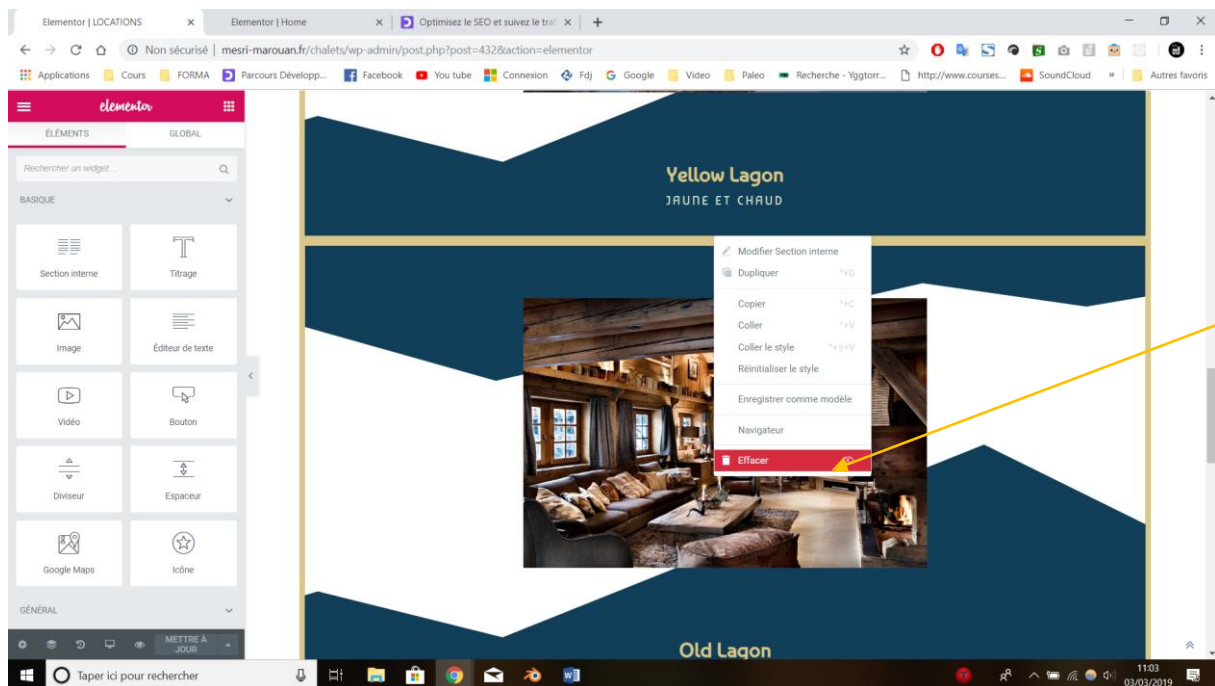 Elementor | LOCATIONS
Elementor | Home
Optimisez le SEO et suivez le traf
Non sécurisé | mesri-marouan.fr/chalets/wp-admin/post.php?post=432&action=elementor
Applications
Cours
FORMA
Parcours Développ...
Facebook
You tube
Connexion
Fdj
Google
Video
Paleo
Recherche - Yggtorr...
http://www.courses...
SoundCloud
»
Autres favoris
elementor
ÉLÉMENTS
GLOBAL
Rechercher un widget...
BASIQUE
Section interne
Titrage
Image
Éditeur de texte
Vidéo
Bouton
Diviseur
Espaceur
Google Maps
Icône
GÉNÉRAL
METTRE À
JOUR
Yellow Lagon
JAUNE ET CHAUD
Modifier Section interne
Dupliquer ^+D
Copier ^+C
Coller ^+V
Coller le style ^+⇧+V
Réinitialiser le style
Enregistrer comme modèle
Navigateur
Effacer
Old Lagon
Taper ici pour rechercher
11:03
03/03/2019